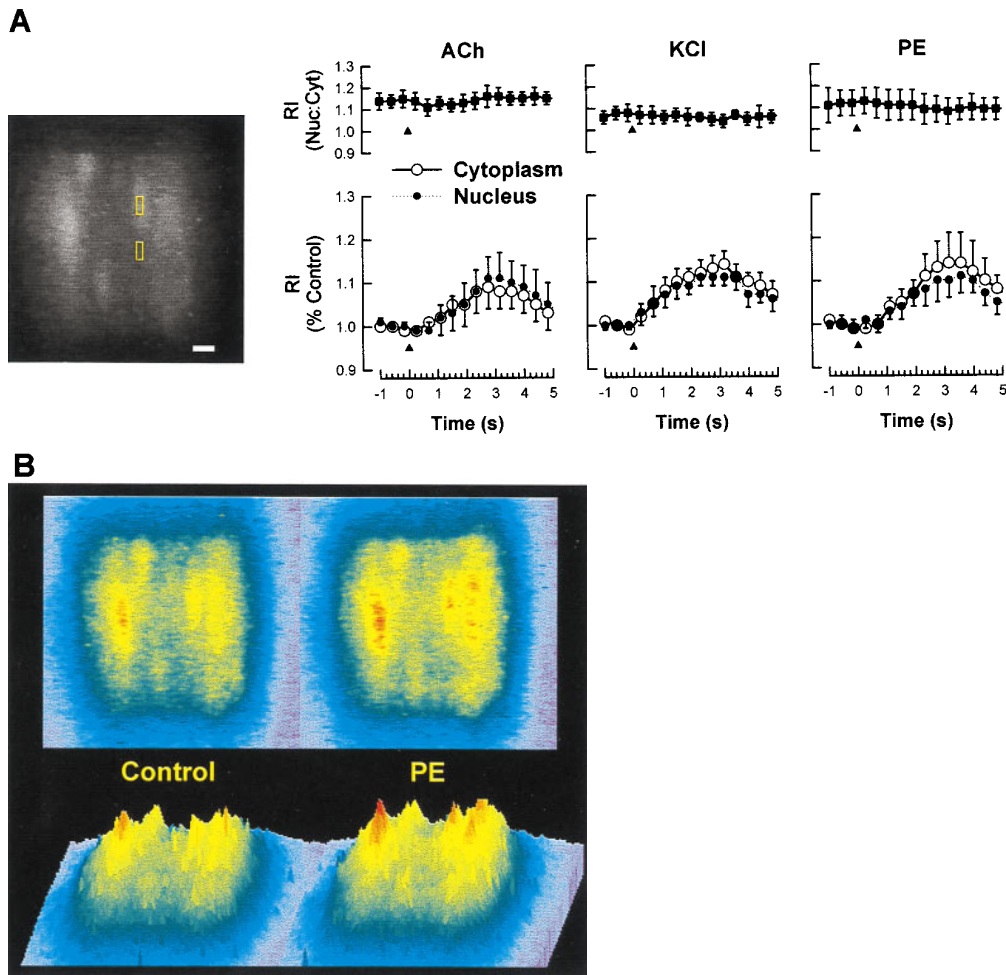 A
ACh
KCl
PE
RI
(Nuc:Cyt)
1.3
1.2
1.1
1.0
0.9
Cytoplasm
Nucleus
RI
(% Control)
1.3
1.2
1.1
1.0
0.9
-1 0 1 2 3 4 5
-1 0 1 2 3 4 5
-1 0 1 2 3 4 5
Time (s)
Time (s)
Time (s)
B
Control
PE